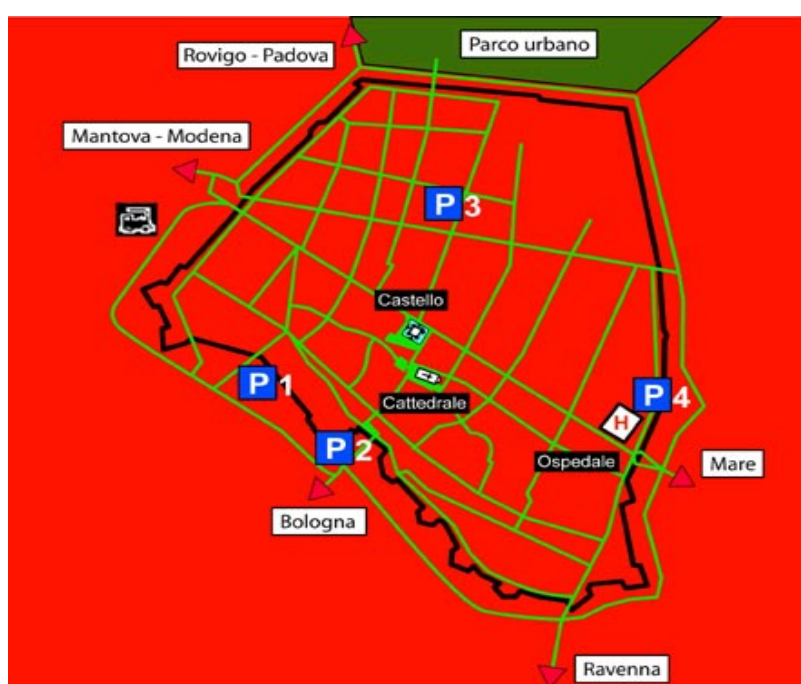 Parco urbano
Rovigo - Padova
Mantova - Modena
P 3
Castello
P 1
Cattedrale
P 4
H
P 2
Ospedale
Mare
Bologna
Ravenna